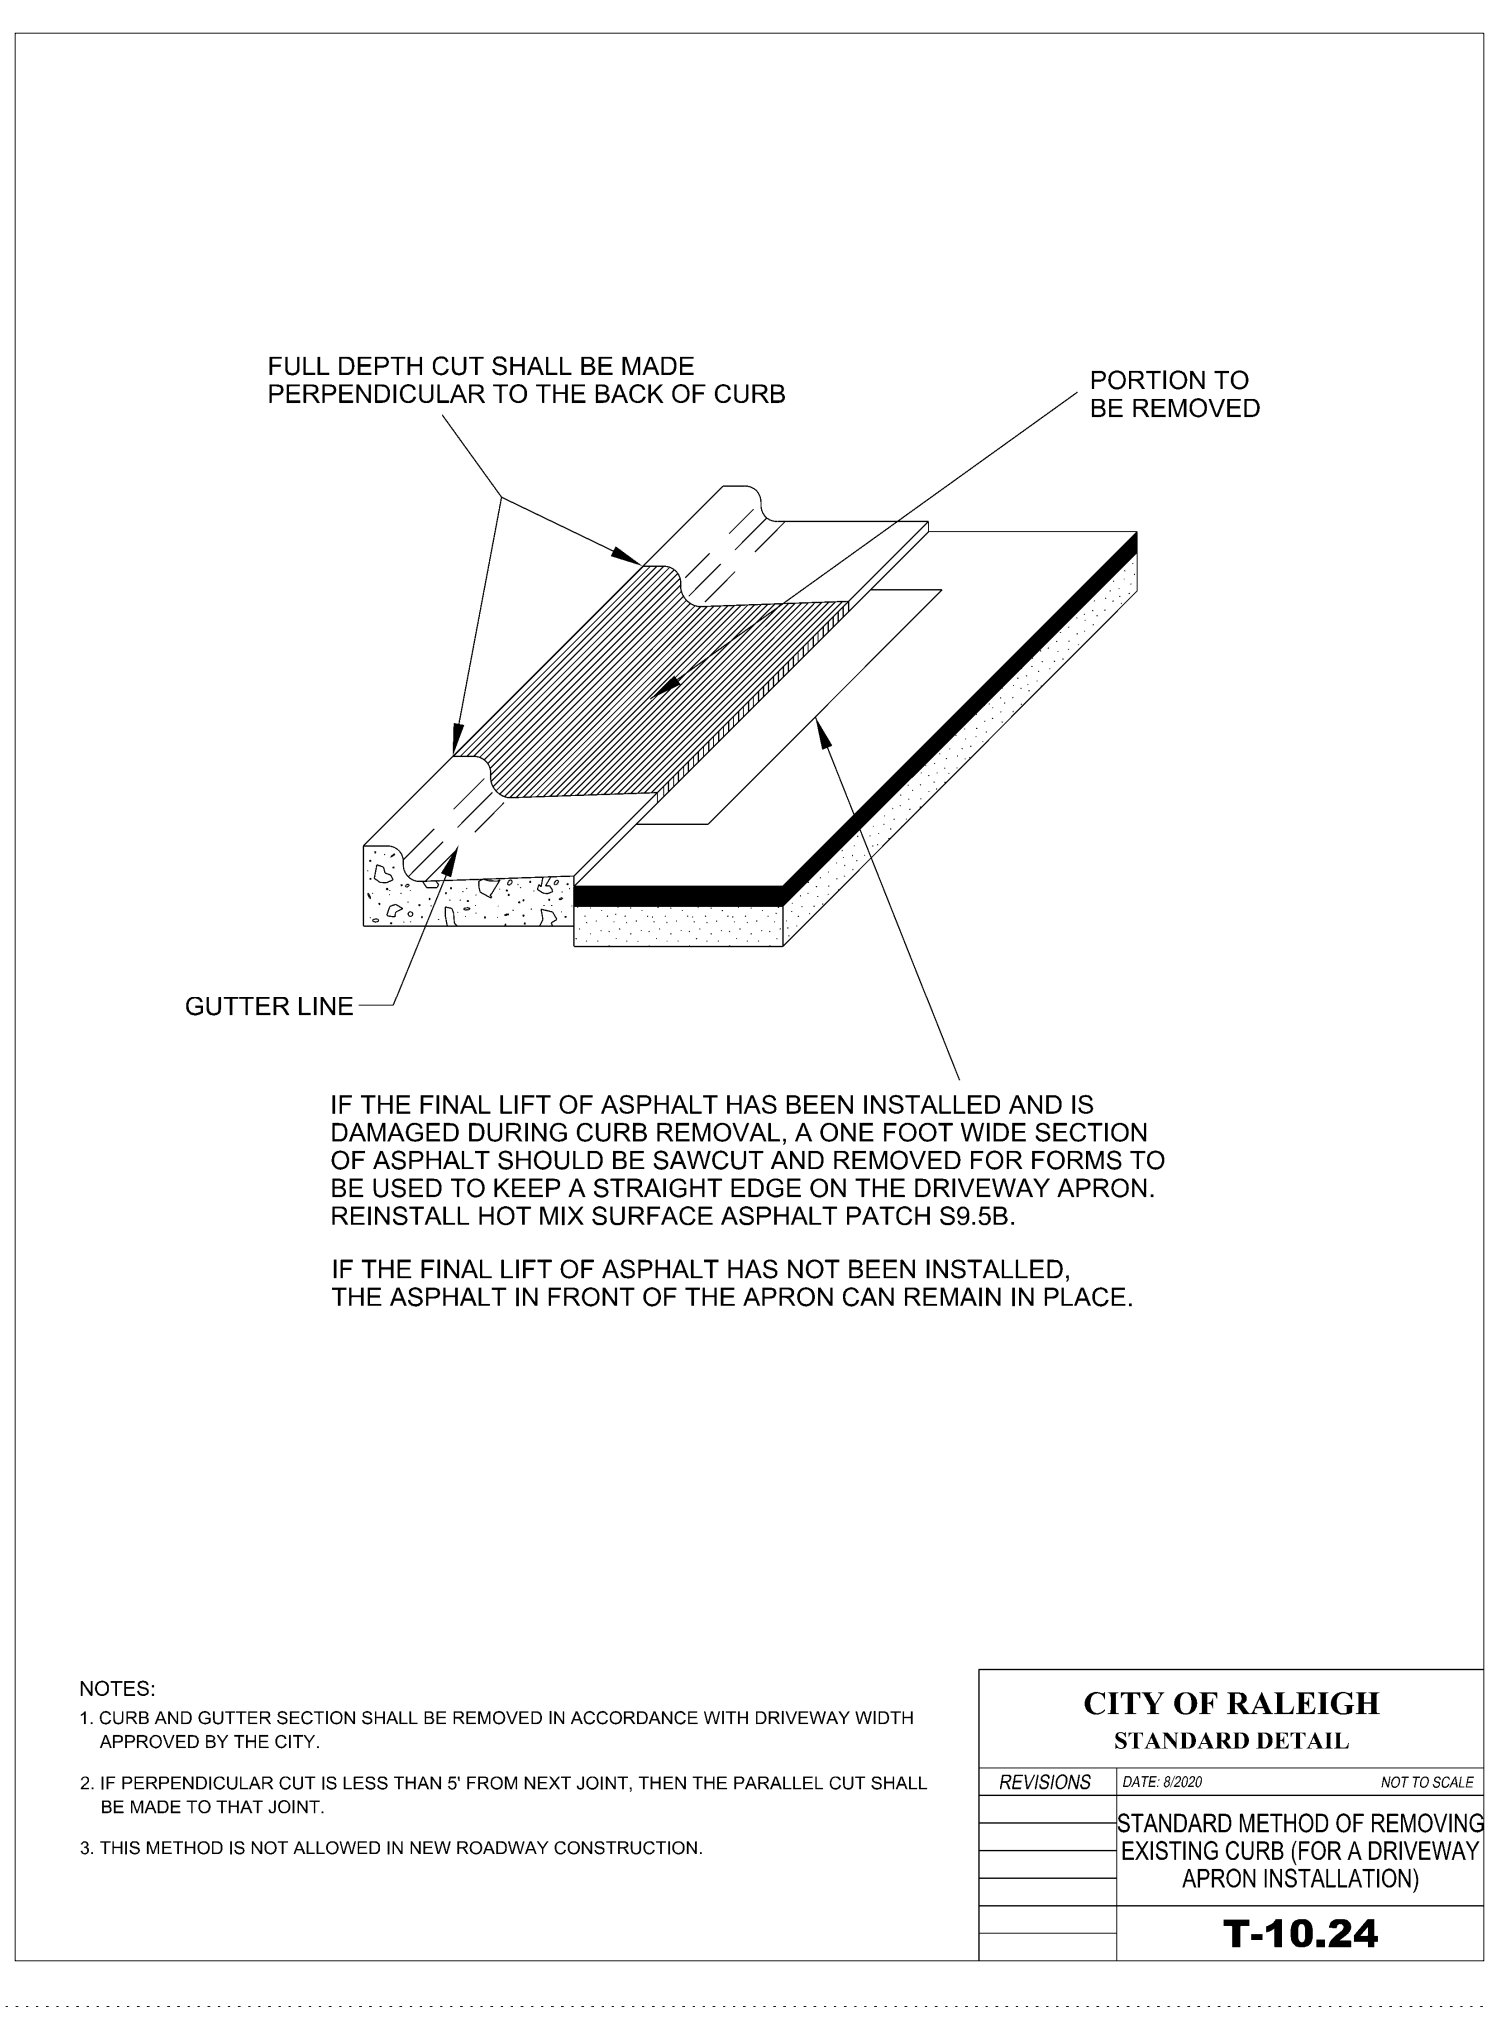 FULL DEPTH CUT SHALL BE MADE
PERPENDICULAR TO THE BACK OF CURB
PORTION TO
BE REMOVED
GUTTER LINE
IF THE FINAL LIFT OF ASPHALT HAS BEEN INSTALLED AND IS
DAMAGED DURING CURB REMOVAL, A ONE FOOT WIDE SECTION
OF ASPHALT SHOULD BE SAWCUT AND REMOVED FOR FORMS TO
BE USED TO KEEP A STRAIGHT EDGE ON THE DRIVEWAY APRON.
REINSTALL HOT MIX SURFACE ASPHALT PATCH S9.5B.
IF THE FINAL LIFT OF ASPHALT HAS NOT BEEN INSTALLED,
THE ASPHALT IN FRONT OF THE APRON CAN REMAIN IN PLACE.
NOTES:
1. CURB AND GUTTER SECTION SHALL BE REMOVED IN ACCORDANCE WITH DRIVEWAY WIDTH
APPROVED BY THE CITY.
2. IF PERPENDICULAR CUT IS LESS THAN 5' FROM NEXT JOINT, THEN THE PARALLEL CUT SHALL
BE MADE TO THAT JOINT.
3. THIS METHOD IS NOT ALLOWED IN NEW ROADWAY CONSTRUCTION.
CITY OF RALEIGH
STANDARD DETAIL
REVISIONS DATE: 8/2020 NOT TO SCALE
STANDARD METHOD OF REMOVING
EXISTING CURB (FOR A DRIVEWAY
APRON INSTALLATION)
T-10.24